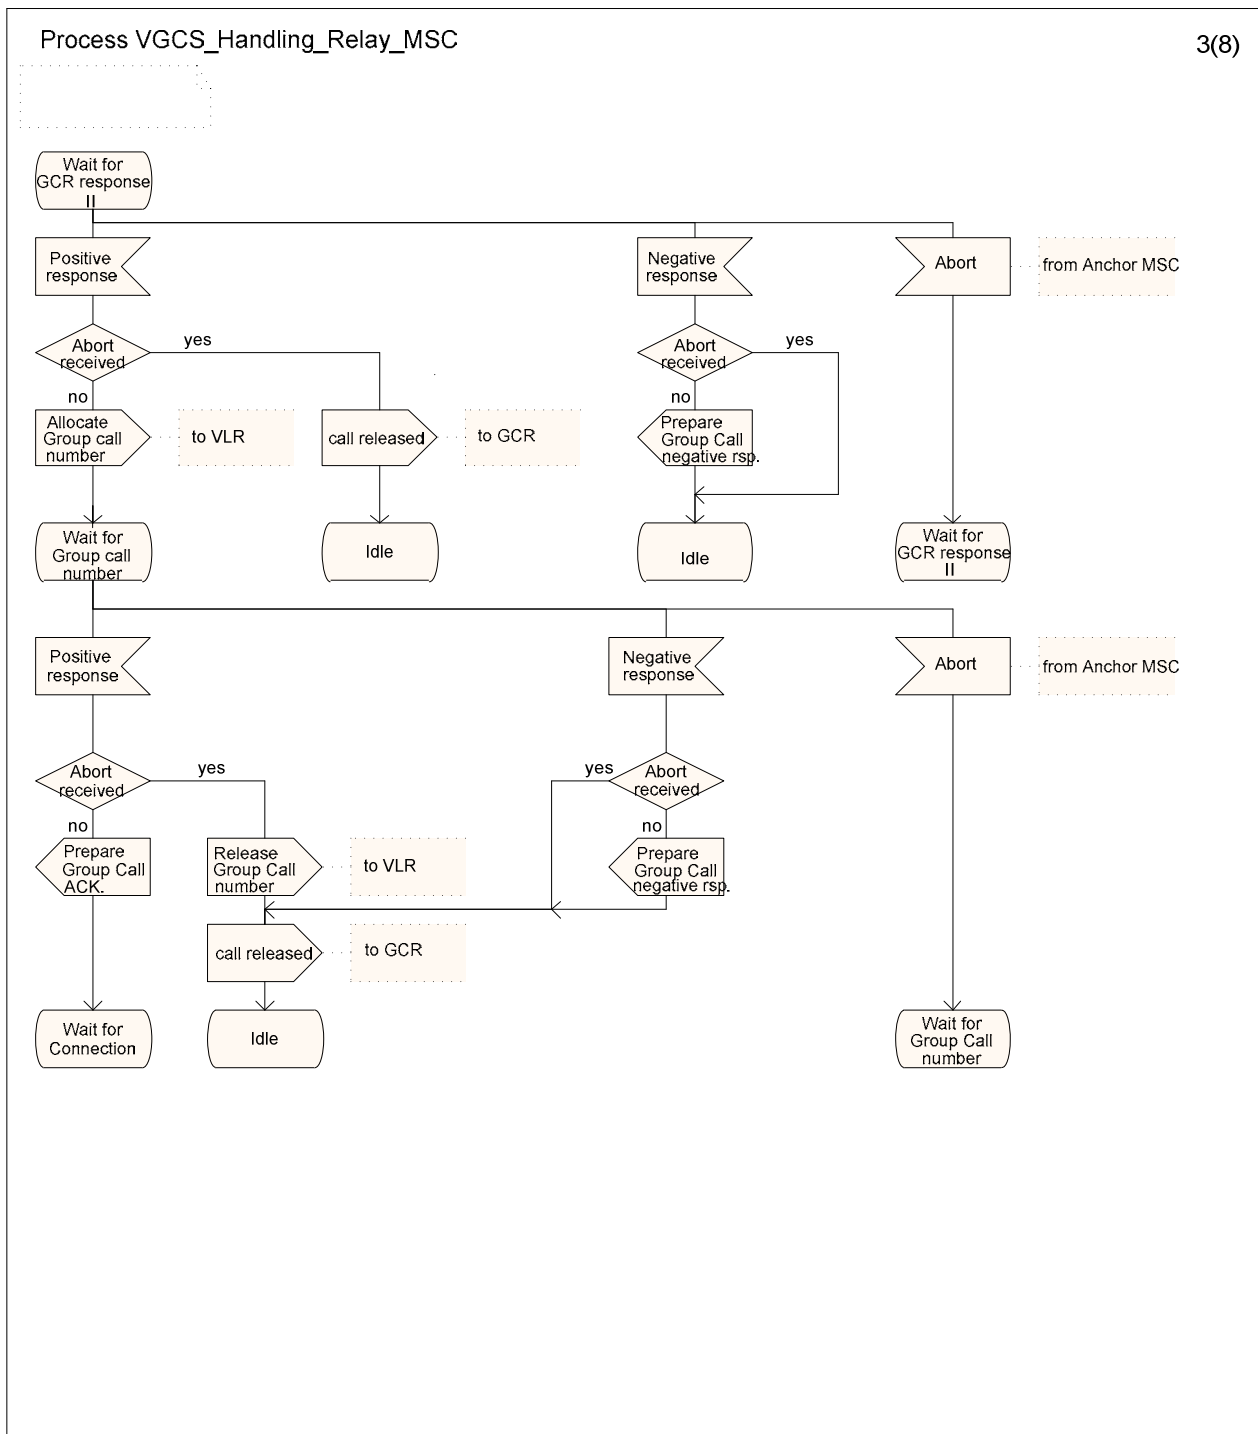 Process VGCS_Handling_Relay_MSC
3(8)
Wait for
GCR response
II
Positive
response
Negative
response
Abort
from Anchor MSC
Abort
received
yes
no
Abort
received
yes
no
Allocate
Group call
number
to VLR
call released
to GCR
Prepare
Group Call
negative rsp.
Wait for
Group call
number
Idle
Idle
Wait for
GCR response
II
Positive
response
Negative
response
Abort
from Anchor MSC
Abort
received
yes
no
yes
Abort
received
no
Prepare
Group Call
ACK.
Release
Group Call
number
to VLR
Prepare
Group Call
negative rsp.
call released
to GCR
Wait for
Connection
Idle
Wait for
Group Call
number